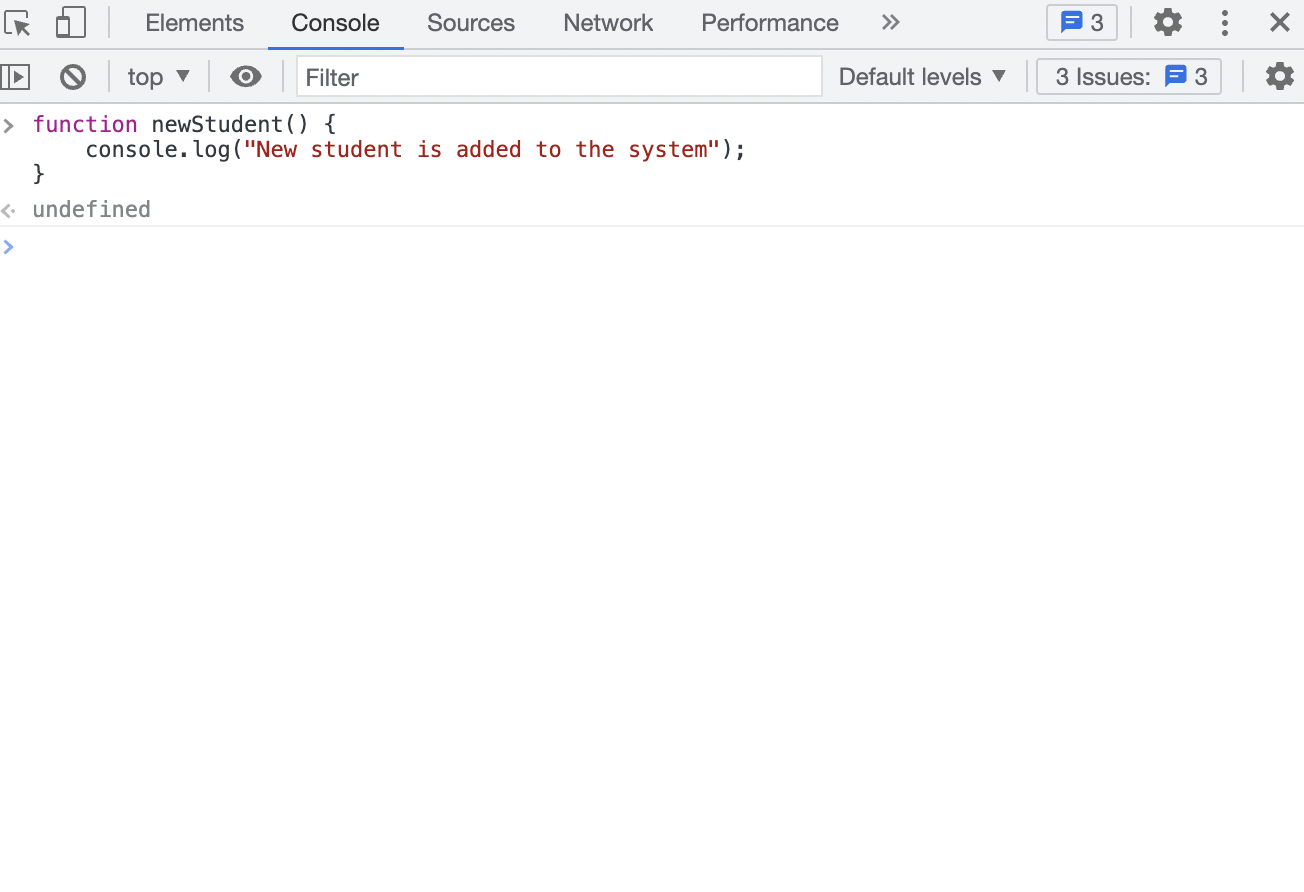 Elements Console Sources Network Performance 3
top Filter Default levels 3 Issues: 3
function newStudent() {
    console.log("New student is added to the system");
}
undefined